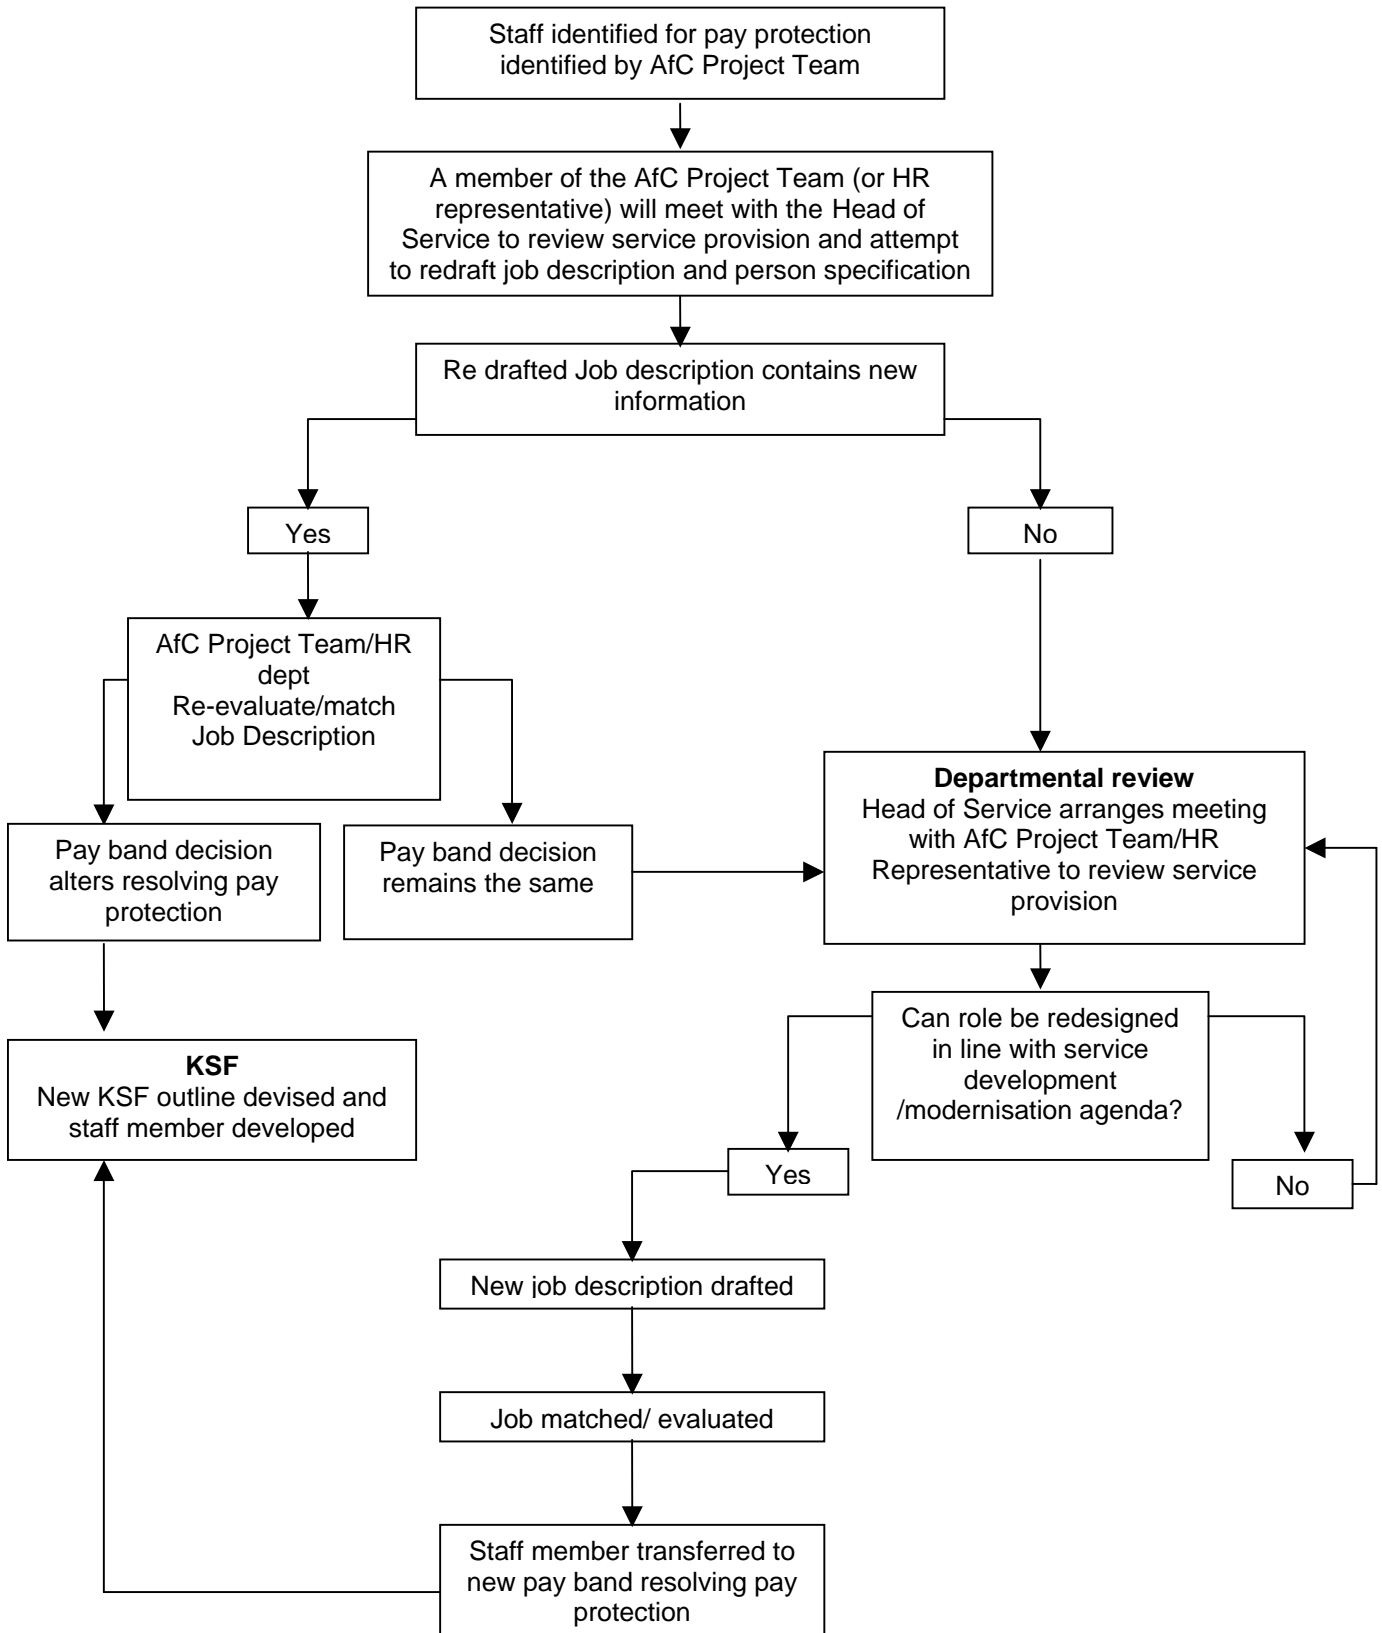 Staff identified for pay protection
identified by AfC Project Team
A member of the AfC Project Team (or HR
representative) will meet with the Head of
Service to review service provision and attempt
to redraft job description and person specification
Re drafted Job description contains new
information
Yes
No
AfC Project Team/HR
dept
Re-evaluate/match
Job Description
Departmental review
Head of Service arranges meeting
with AfC Project Team/HR
Representative to review service
provision
Pay band decision
alters resolving pay
protection
Pay band decision
remains the same
Can role be redesigned
in line with service
development
/modernisation agenda?
KSF
New KSF outline devised and
staff member developed
Yes
No
New job description drafted
Job matched/ evaluated
Staff member transferred to
new pay band resolving pay
protection